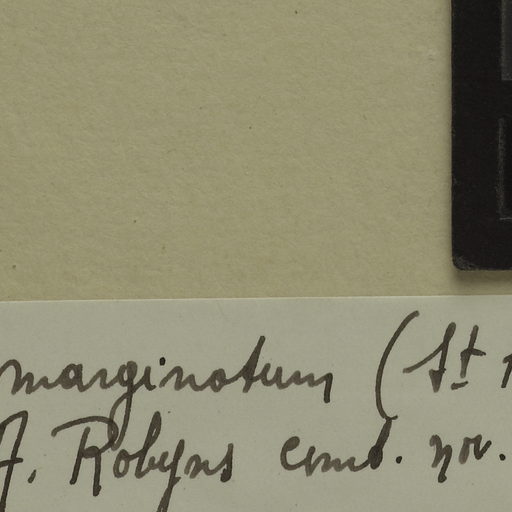 marginatum (St
J. Robyns comb. nov.